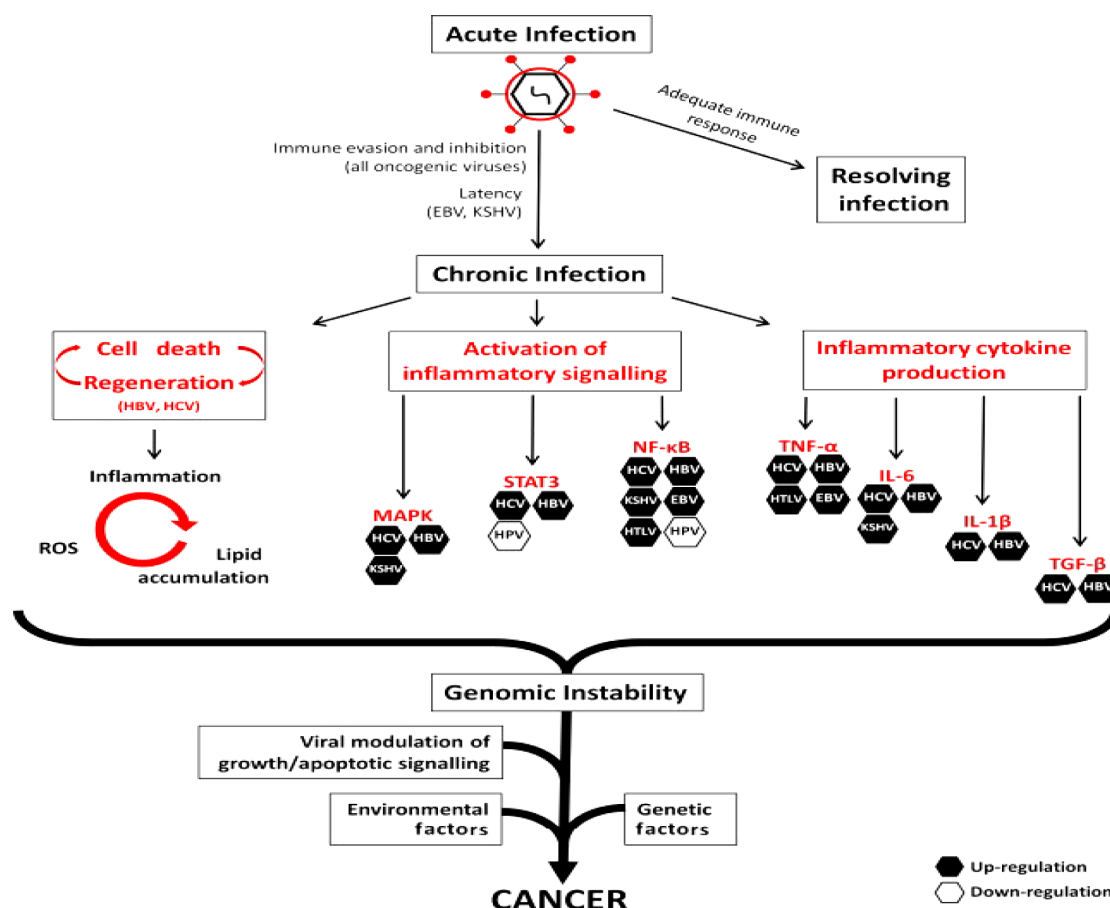 Acute Infection
Adequate immune
response
Immune evasion and inhibition
(all oncogenic viruses)
Latency
(EBV, KSHV)
Resolving
infection
Chronic Infection
Cell death
Regeneration
(HBV, HCV)
Activation of
inflammatory signalling
Inflammatory cytokine
production
Inflammation
ROS
Lipid
accumulation
MAPK
HCV HBV
KSHV
STAT3
HCV HBV
HPV
NF-κB
HCV HBV
KSHV EBV
HTLV HPV
TNF-α
HCV HBV
HTLV EBV
IL-6
HCV HBV
KSHV
IL-1β
HCV HBV
TGF-β
HCV HBV
Genomic Instability
Viral modulation of
growth/apoptotic signalling
Environmental
factors
Genetic
factors
CANCER
Up-regulation
Down-regulation